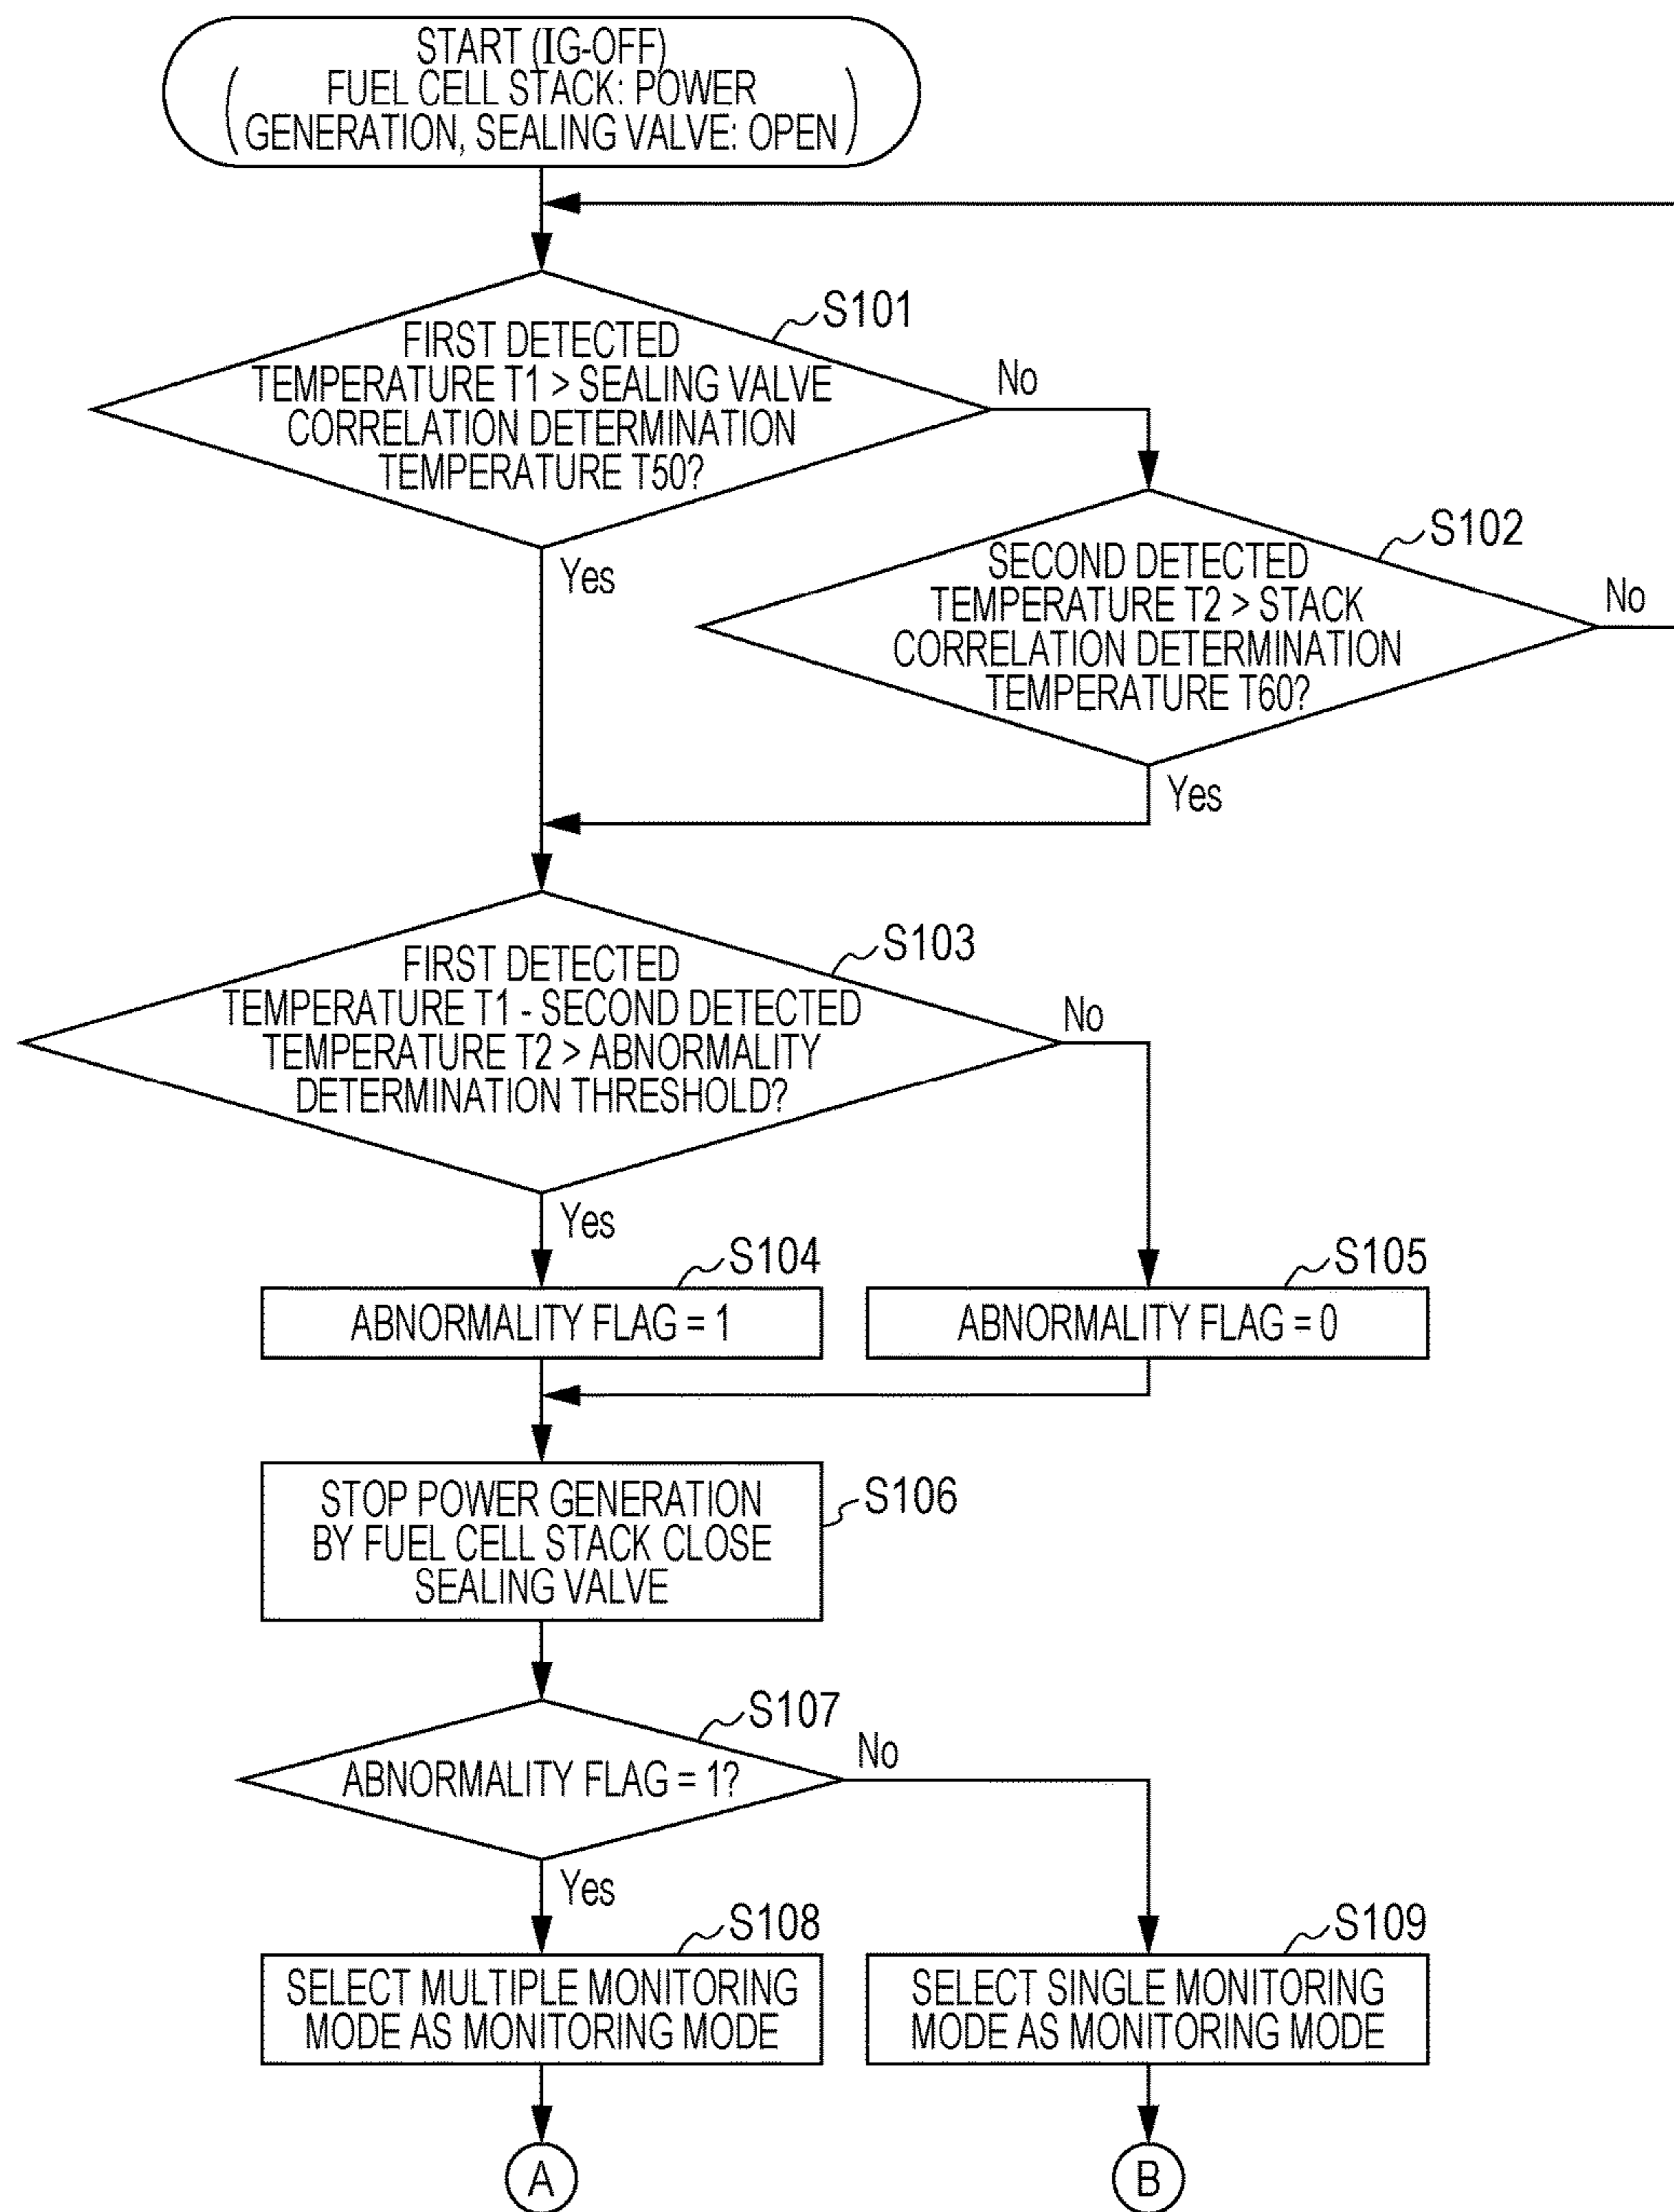 START (IG-OFF)
FUEL CELL STACK: POWER
GENERATION, SEALING VALVE: OPEN
S101
FIRST DETECTED
TEMPERATURE T1 > SEALING VALVE
CORRELATION DETERMINATION
TEMPERATURE T50?
No
Yes
S102
SECOND DETECTED
TEMPERATURE T2 > STACK
CORRELATION DETERMINATION
TEMPERATURE T60?
No
Yes
S103
FIRST DETECTED
TEMPERATURE T1 - SECOND DETECTED
TEMPERATURE T2 > ABNORMALITY
DETERMINATION THRESHOLD?
No
Yes
S104
ABNORMALITY FLAG = 1
S105
ABNORMALITY FLAG = 0
S106
STOP POWER GENERATION
BY FUEL CELL STACK CLOSE
SEALING VALVE
S107
ABNORMALITY FLAG = 1?
No
Yes
S108
SELECT MULTIPLE MONITORING
MODE AS MONITORING MODE
S109
SELECT SINGLE MONITORING
MODE AS MONITORING MODE
A
B